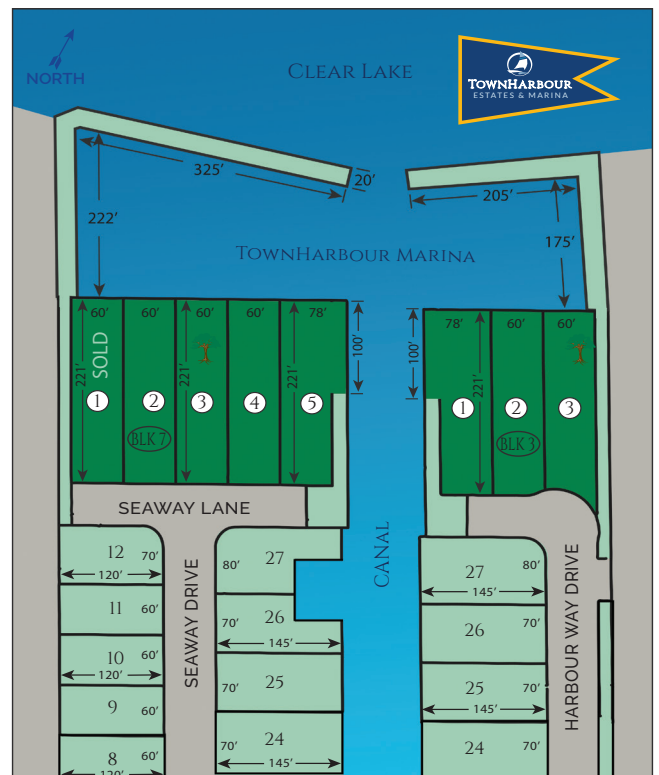 NORTH
CLEAR LAKE
TOWNHARBOUR
ESTATES & MARINA
325'
20'
205'
222'
175'
TOWNHARBOUR MARINA
60' 60' 60' 60' 78'
221' SOLD 221' 221' 100'
1 2 3 4 5
BLK 7
78' 60' 60'
100' 221'
1 2 3
BLK 3
SEAWAY LANE
SEAWAY DRIVE
CANAL
HARBOUR WAY DRIVE
12 70'
120'
11 60'
10 60'
120'
9 60'
8 60'
120'
80' 27
70' 26
145'
70' 25
70' 24
145'
27 80'
145'
26 70'
25 70'
145'
24 70'